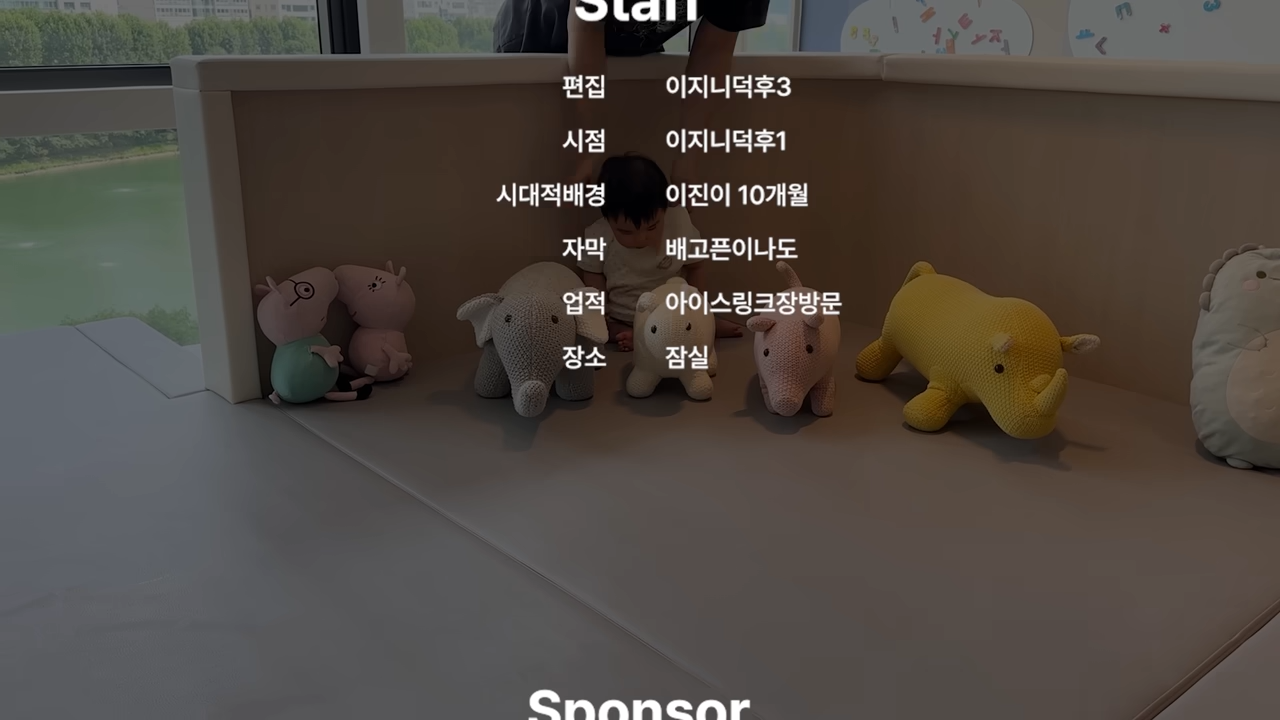 Staff
편집 이지니덕후3
시점 이지니덕후1
시대적배경 이진이 10개월
자막 배고픈이나도
업적 아이스링크장방문
장소 잠실
Sponsor